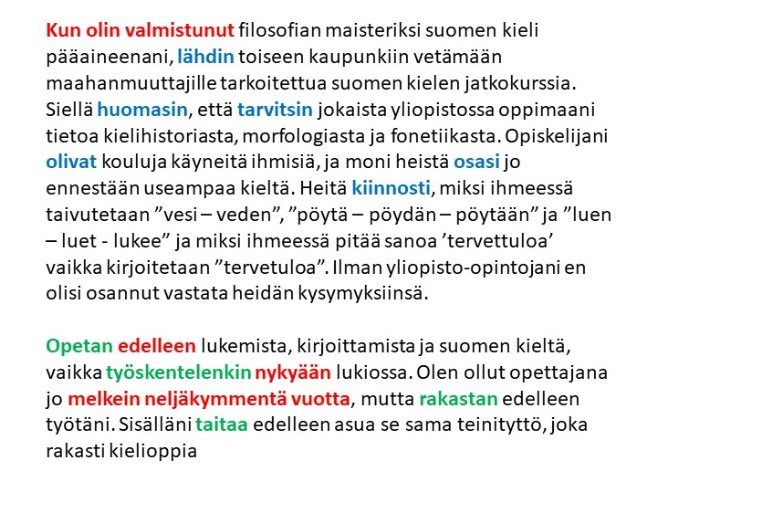 Kun olin valmistunut filosofian maisteriksi suomen kieli
pääaineenani, lähdin toiseen kaupunkiin vetämään
maahanmuuttajille tarkoitettua suomen kielen jatkokurssia.
Siellä huomasin, että tarvitsin jokaista yliopistossa oppimaani
tietoa kielihistoriasta, morfologiasta ja fonetiikasta. Opiskelijani
olivat kouluja käyneitä ihmisiä, ja moni heistä osasi jo
ennestään useampaa kieltä. Heitä kiinnosti, miksi ihmeessä
taivutetaan ”vesi – veden”, ”pöytä – pöydän – pöytään” ja ”luen
– luet - lukee” ja miksi ihmeessä pitää sanoa ’tervettuloa’
vaikka kirjoitetaan ”tervetuloa”. Ilman yliopisto-opintojani en
olisi osannut vastata heidän kysymyksiinsä.
Opetan edelleen lukemista, kirjoittamista ja suomen kieltä,
vaikka työskentelenkin nykyään lukiossa. Olen ollut opettajana
jo melkein neljäkymmentä vuotta, mutta rakastan edelleen
työtäni. Sisälläni taitaa edelleen asua se sama teinityttö, joka
rakasti kielioppia